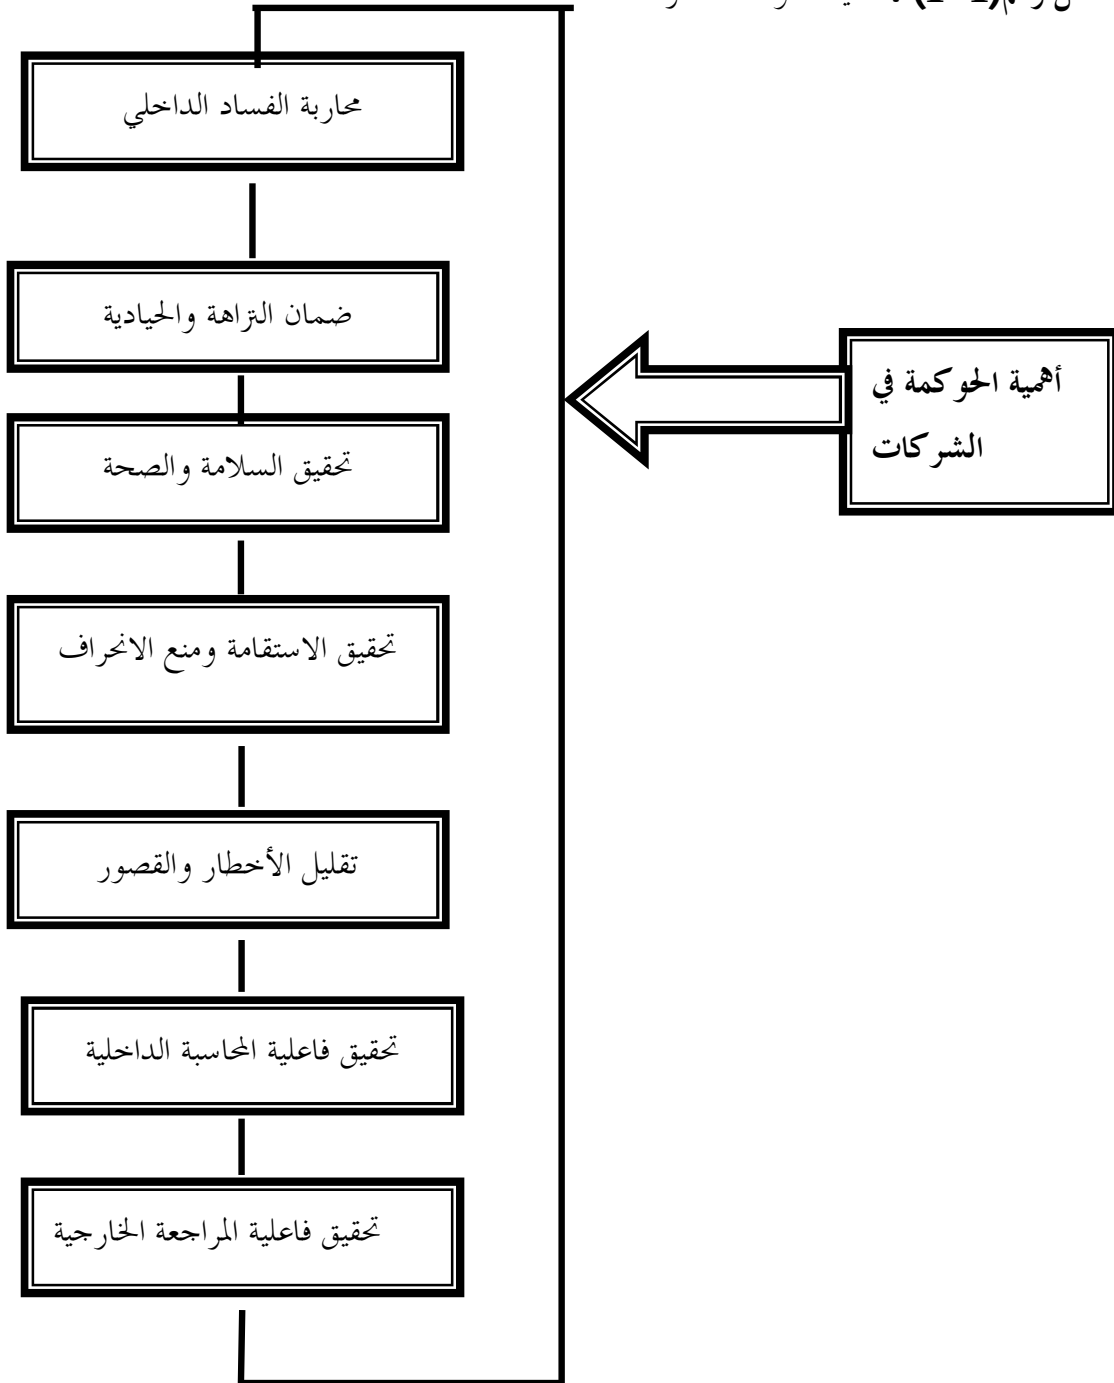 محاربة الفساد الداخلي
ضمان النزاهة والحيادية
أهمية الحوكمة في
الشركات
تحقيق السلامة والصحة
تحقيق الاستقامة ومنع الانحراف
تقليل الأخطار والقصور
تحقيق فاعلية المحاسبة الداخلية
تحقيق فاعلية المراجعة الخارجية